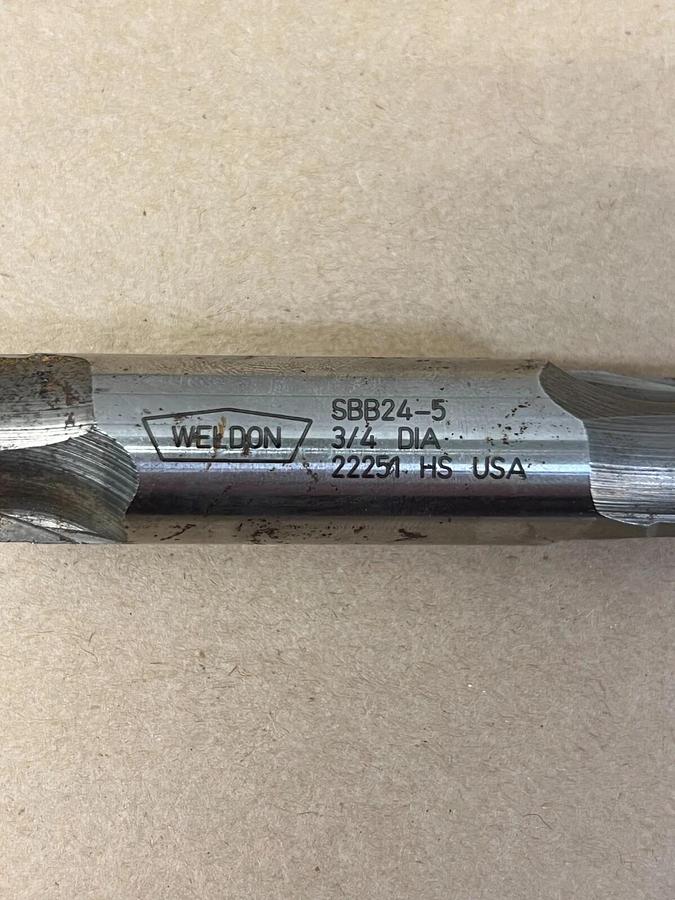 WELDON
SBB24-5
3/4 DIA
22251 HS USA